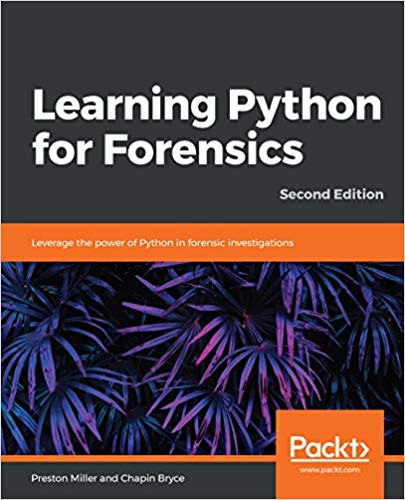 Learning Python
for Forensics
Second Edition
Leverage the power of Python in forensic investigations
Packt>
www.packt.com
Preston Miller and Chapin Bryce